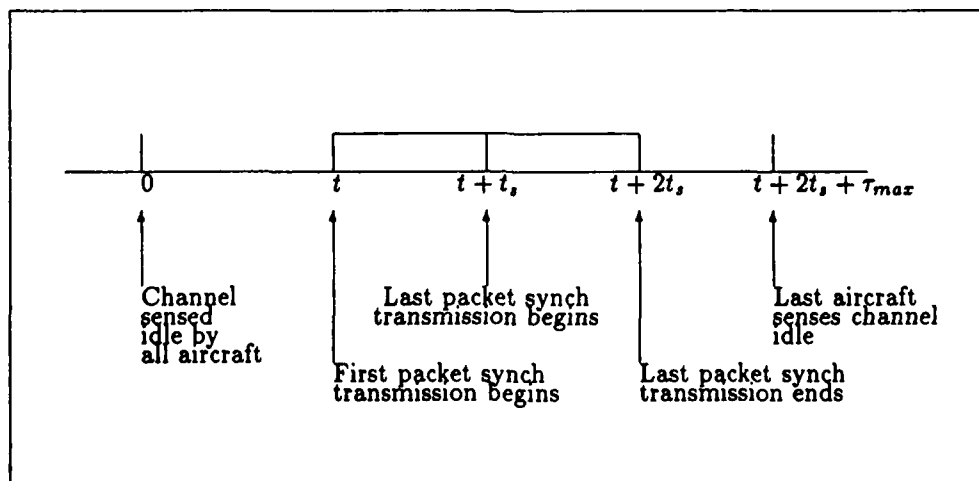 0
t
t + t_s
t + 2t_s
t + 2t_s + τ_max
Channel
sensed
idle by
all aircraft
Last packet synch
transmission begins
Last aircraft
senses channel
idle
First packet synch
transmission begins
Last packet synch
transmission ends